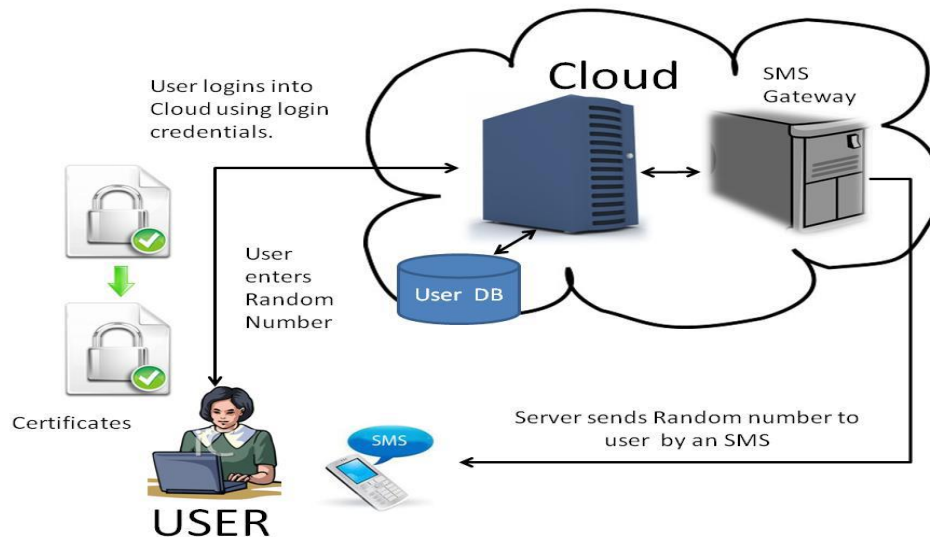 Cloud
SMS
Gateway
User logins into
Cloud using login
credentials.
User
enters
Random
Number
User DB
Certificates
SMS
Server sends Random number to
user by an SMS
USER